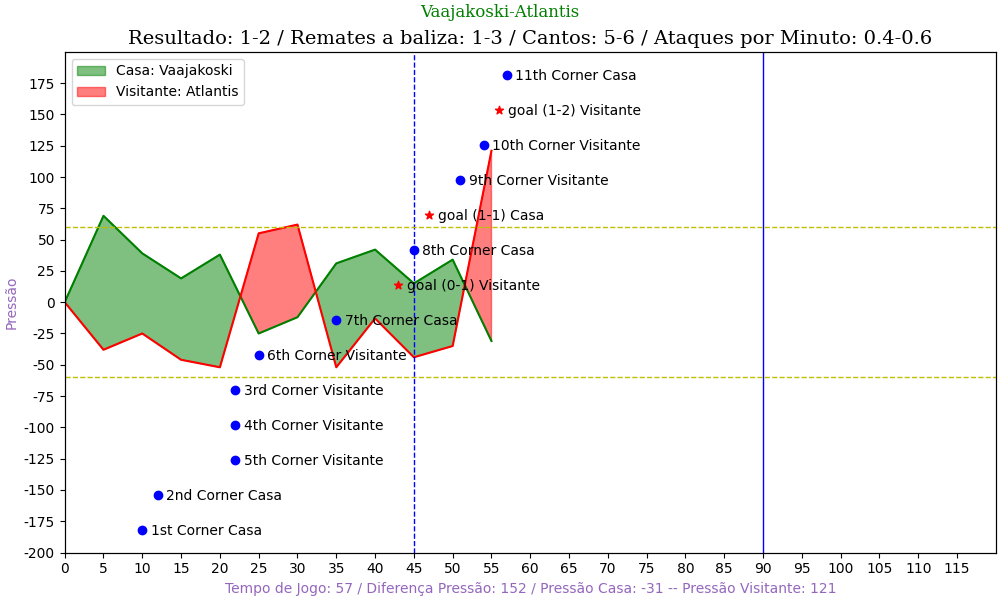 Vaajakoski-Atlantis
Resultado: 1-2 / Remates a baliza: 1-3 / Cantos: 5-6 / Ataques por Minuto: 0.4-0.6
Casa: Vaajakoski
Visitante: Atlantis
11th Corner Casa
goal (1-2) Visitante
10th Corner Visitante
9th Corner Visitante
goal (1-1) Casa
8th Corner Casa
goal (0-1) Visitante
7th Corner Casa
6th Corner Visitante
3rd Corner Visitante
4th Corner Visitante
5th Corner Visitante
2nd Corner Casa
1st Corner Casa
Pressão
175
150
125
100
75
50
25
0
-25
-50
-75
-100
-125
-150
-175
-200
0 5 10 15 20 25 30 35 40 45 50 55 60 65 70 75 80 85 90 95 100 105 110 115
Tempo de Jogo: 57 / Diferença Pressão: 152 / Pressão Casa: -31 -- Pressão Visitante: 121